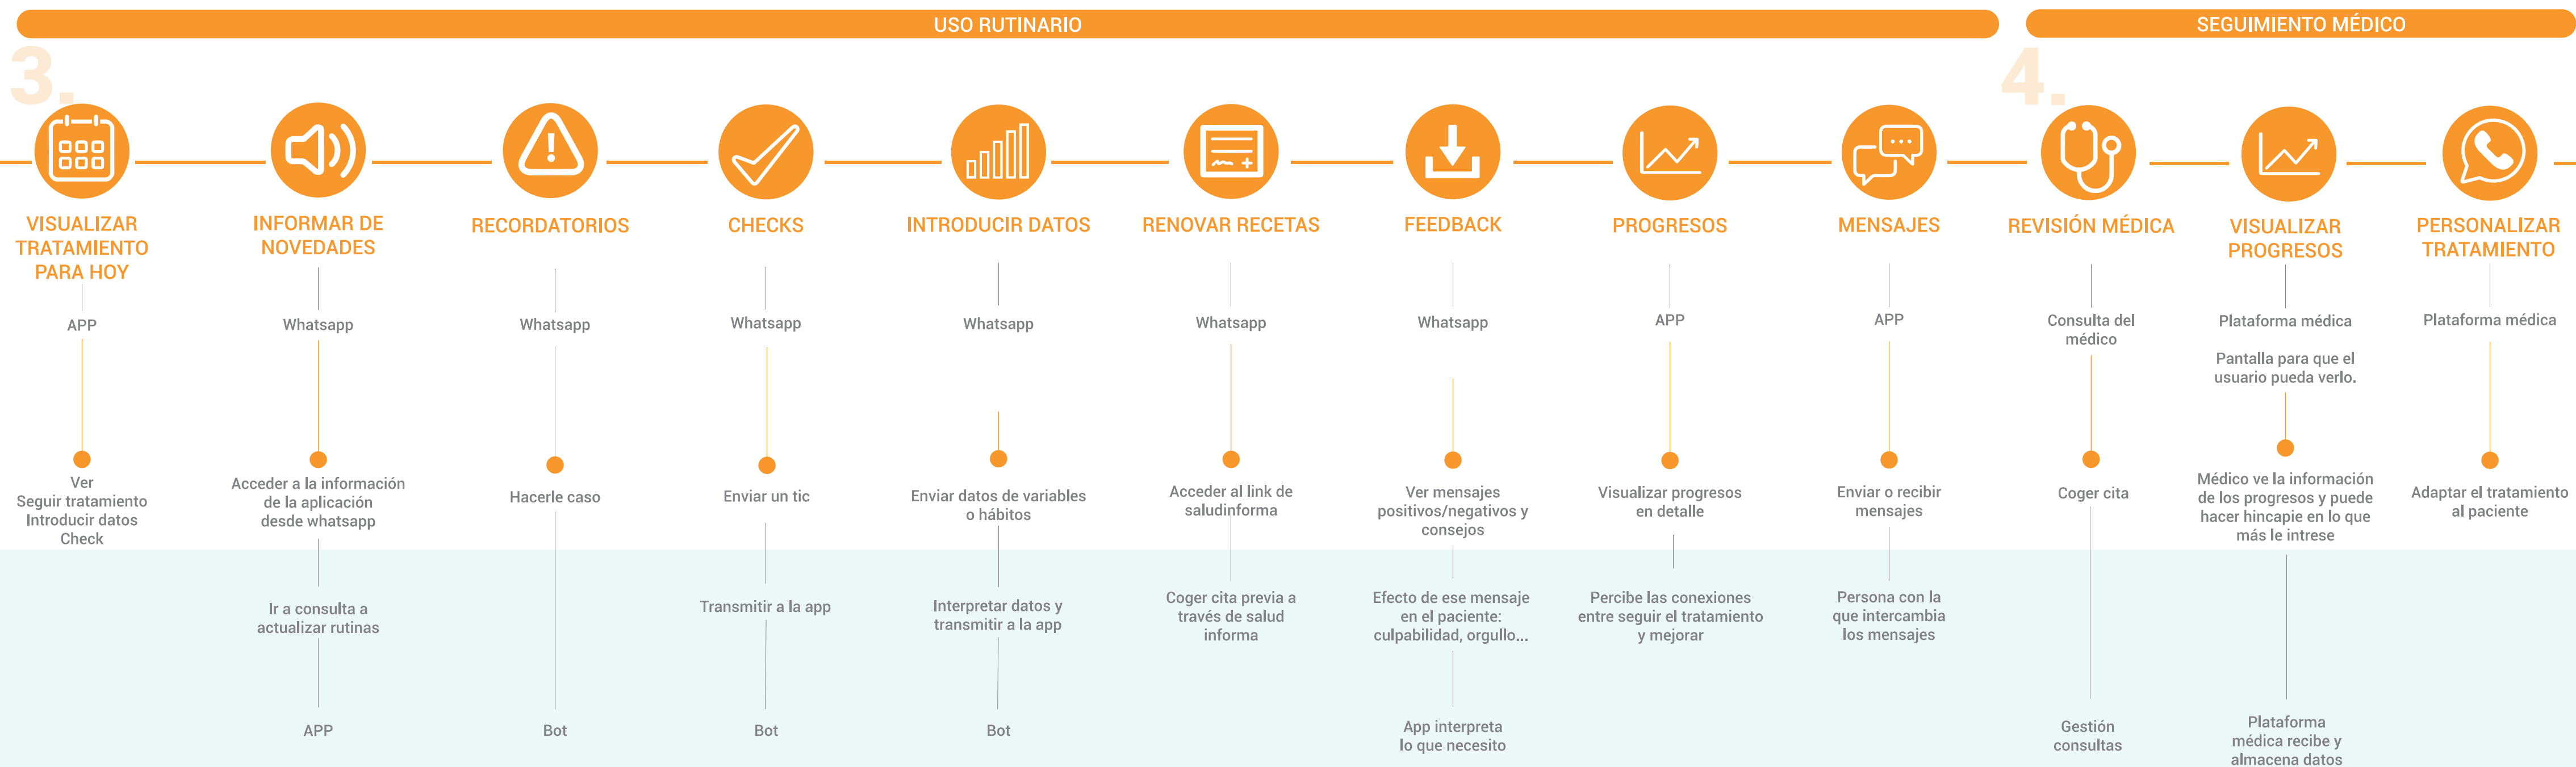 USO RUTINARIO
SEGUIMIENTO MÉDICO
3.
4.
VISUALIZAR
TRATAMIENTO
PARA HOY
APP
Ver
Seguir tratamiento
Introducir datos
Check
INFORMAR DE
NOVEDADES
Whatsapp
Acceder a la información
de la aplicación
desde whatsapp
Ir a consulta a
actualizar rutinas
APP
RECORDATORIOS
Whatsapp
Hacerle caso
Bot
CHECKS
Whatsapp
Enviar un tic
Transmitir a la app
Bot
INTRODUCIR DATOS
Whatsapp
Enviar datos de variables
o hábitos
Interpretar datos y
transmitir a la app
Bot
RENOVAR RECETAS
Whatsapp
Acceder al link de
saludinforma
Coger cita previa a
través de salud
informa
FEEDBACK
Whatsapp
Ver mensajes
positivos/negativos y
consejos
Efecto de ese mensaje
en el paciente:
culpabilidad, orgullo...
App interpreta
lo que necesito
PROGRESOS
APP
Visualizar progresos
en detalle
Percibe las conexiones
entre seguir el tratamiento
y mejorar
MENSAJES
APP
Enviar o recibir
mensajes
Persona con la
que intercambia
los mensajes
REVISIÓN MÉDICA
Consulta del
médico
Coger cita
Gestión
consultas
VISUALIZAR
PROGRESOS
Plataforma médica
Pantalla para que el
usuario pueda verlo.
Médico ve la información
de los progresos y puede
hacer hincapie en lo que
más le intrese
Plataforma
médica recibe y
almacena datos
PERSONALIZAR
TRATAMIENTO
Plataforma médica
Adaptar el tratamiento
al paciente